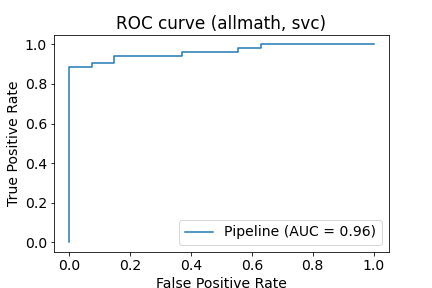 ROC curve (allmath, svc)
True Positive Rate
1.0
0.8
0.6
0.4
0.2
0.0
Pipeline (AUC = 0.96)
0.0 0.2 0.4 0.6 0.8 1.0
False Positive Rate